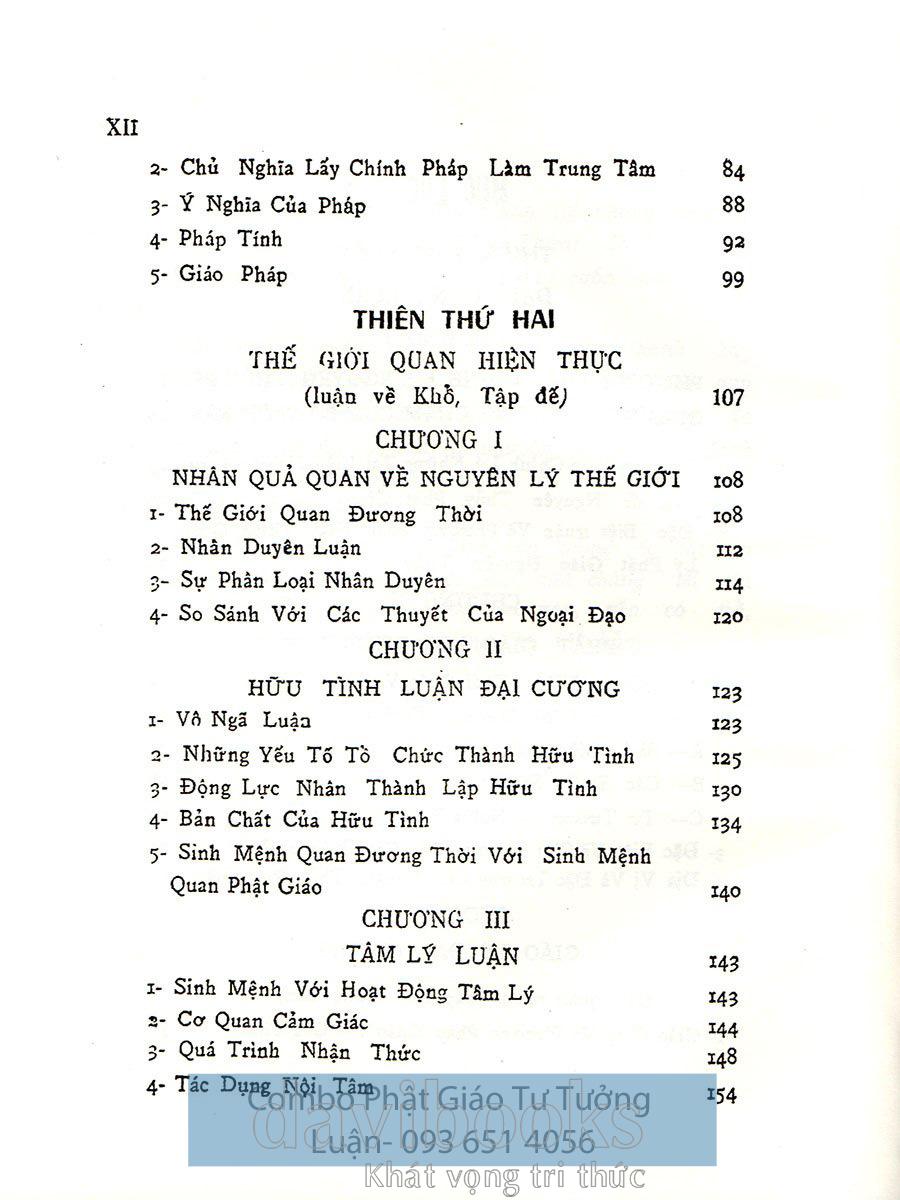 XII
2- Chủ Nghĩa Lấy Chính Pháp Làm Trung Tâm 84
3- Ý Nghĩa Của Pháp 88
4- Pháp Tính 92
5- Giáo Pháp 99
THIÊN THỨ HAI
THẾ GIỚI QUAN HIỆN THỰC
(luận về Khổ, Tập đế) 107
CHƯƠNG I
NHÂN QUẢ QUAN VỀ NGUYÊN LÝ THẾ GIỚI 108
1- Thế Giới Quan Đương Thời 108
2- Nhân Duyên Luận 112
3- Sự Phân Loại Nhân Duyên 114
4- So Sánh Với Các Thuyết Của Ngoại Đạo 120
CHƯƠNG II
HỮU TÌNH LUẬN ĐẠI CƯƠNG 123
1- Vô Ngã Luận 123
2- Những Yếu Tố Tổ Chức Thành Hữu Tình 125
3- Động Lực Nhân Thành Lập Hữu Tình 130
4- Bản Chất Của Hữu Tình 134
5- Sinh Mệnh Quan Đương Thời Với Sinh Mệnh
Quan Phật Giáo 140
CHƯƠNG III
TÂM LÝ LUẬN 143
1- Sinh Mệnh Với Hoạt Động Tâm Lý 143
2- Cơ Quan Cảm Giác 144
3- Quá Trình Nhận Thức 148
4- Tác Dụng Nội Tâm 154
Combo Phật Giáo Tư Tưởng
davibooks
Luận- 093 651 4056
Khát vọng tri thức